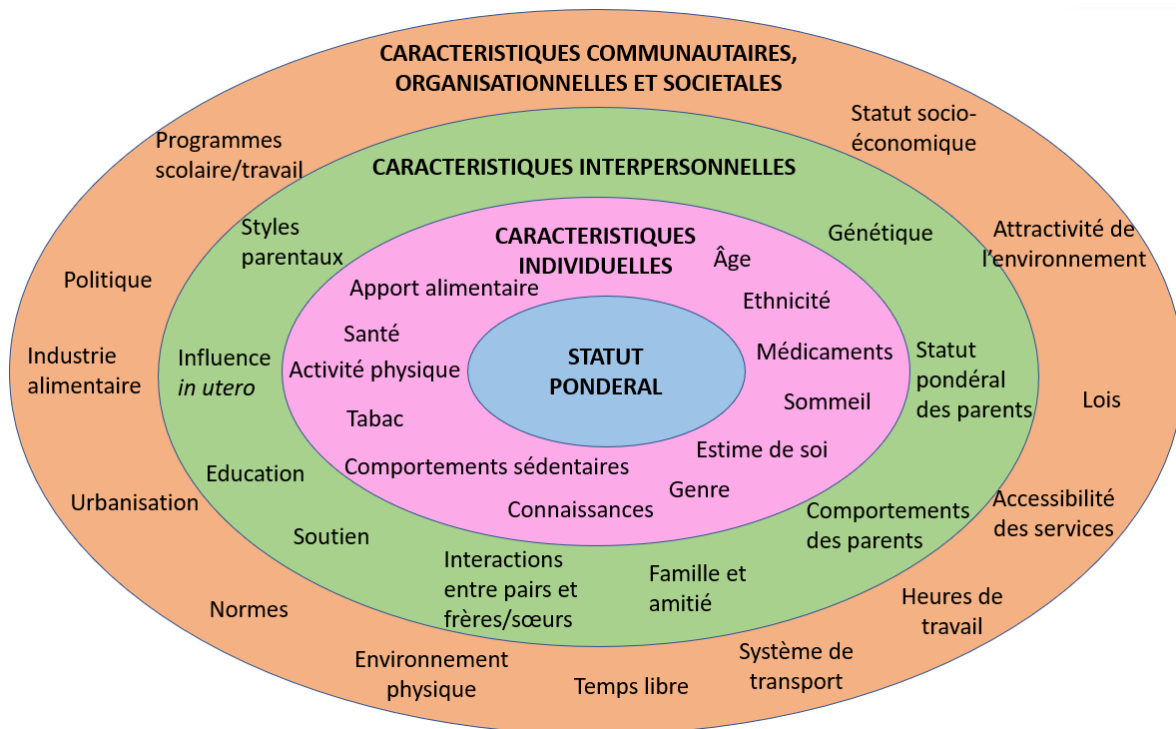 CARACTERISTIQUES COMMUNAUTAIRES,
ORGANISATIONNELLES ET SOCIETALES
Programmes
scolaire/travail
Statut socio-
économique
CARACTERISTIQUES INTERPERSONNELLES
Styles
parentaux
Génétique
Attractivité de
l'environnement
CARACTERISTIQUES
INDIVIDUELLES
Âge
Politique
Apport alimentaire
Ethnicité
Santé
Industrie
alimentaire
Influence
in utero
Activité physique
STATUT
PONDERAL
Médicaments
Statut
pondéral
des parents
Sommeil
Lois
Tabac
Estime de soi
Comportements sédentaires
Education
Genre
Urbanisation
Connaissances
Comportements
des parents
Accessibilité
des services
Soutien
Interactions
entre pairs et
frères/sœurs
Famille et
amitié
Normes
Heures de
travail
Environnement
physique
Temps libre
Système de
transport